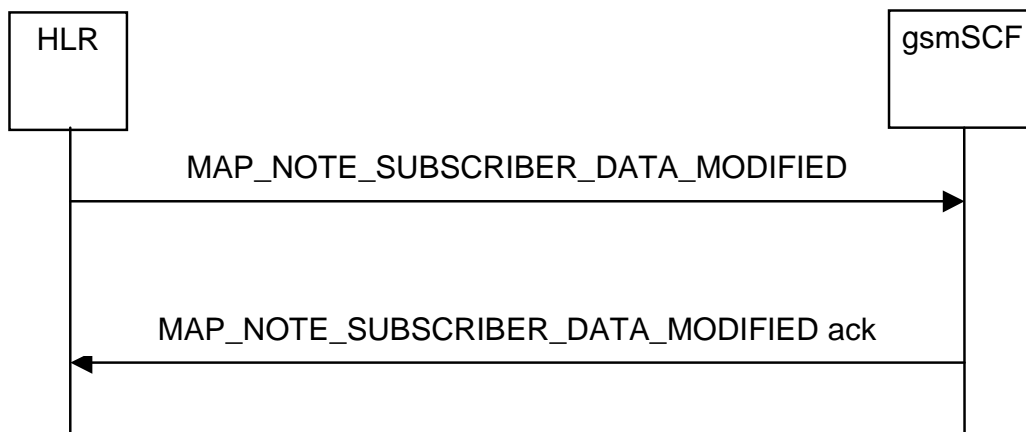 HLR
gsmSCF
MAP_NOTE_SUBSCRIBER_DATA_MODIFIED
MAP_NOTE_SUBSCRIBER_DATA_MODIFIED ack